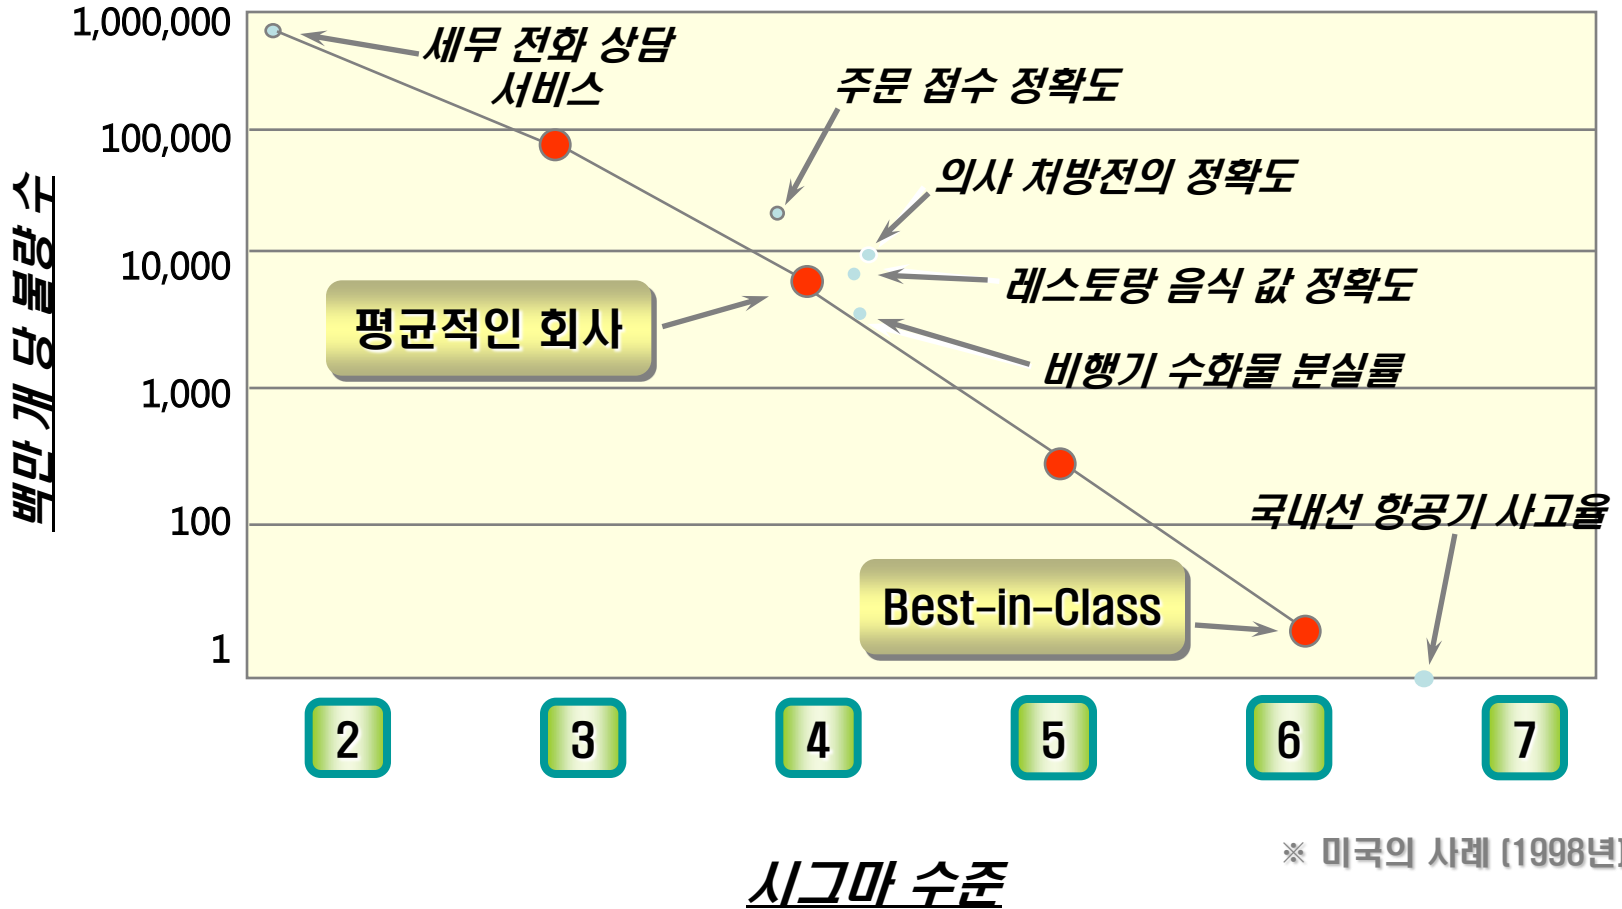 1,000,000
100,000
10,000
1,000
100
1
백만 개 당 불량 수
세무 전화 상담
서비스
주문 접수 정확도
의사 처방전의 정확도
레스토랑 음식 값 정확도
비행기 수화물 분실률
평균적인 회사
국내선 항공기 사고율
Best-in-Class
2 3 4 5 6 7
시그마 수준
※ 미국의 사례 (1998년)